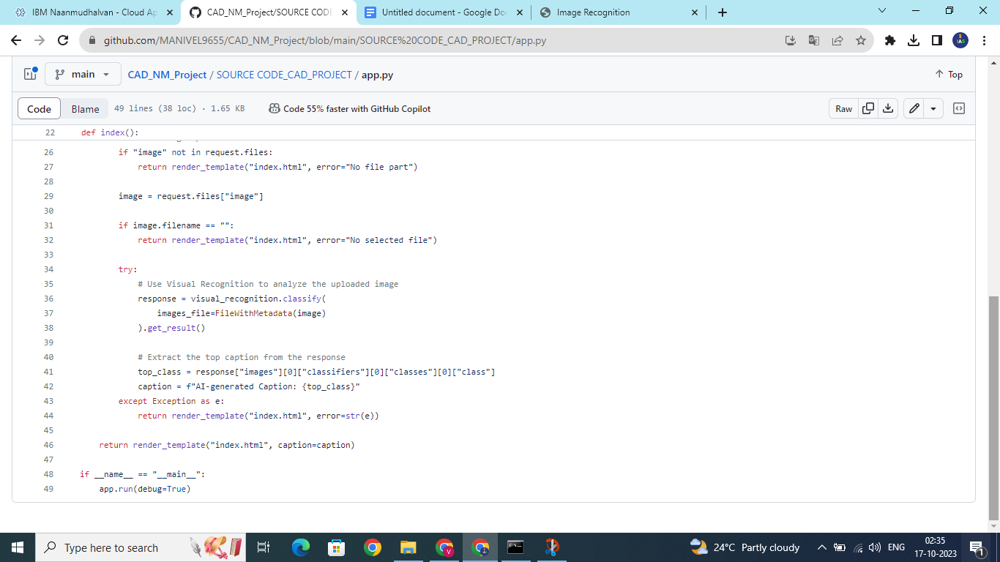 IBM Naanmudhalvan - Cloud Ap
CAD_NM_Project/SOURCE CODE
Untitled document - Google Do
Image Recognition
github.com/MANIVEL9655/CAD_NM_Project/blob/main/SOURCE%20CODE_CAD_PROJECT/app.py
main
CAD_NM_Project / SOURCE CODE_CAD_PROJECT / app.py
Top
Code
Blame
49 lines (38 loc) · 1.65 KB
Code 55% faster with GitHub Copilot
Raw
22 def index():
26 if "image" not in request.files:
27 return render_template("index.html", error="No file part")
28
29 image = request.files["image"]
30
31 if image.filename == "":
32 return render_template("index.html", error="No selected file")
33
34 try:
35 # Use Visual Recognition to analyze the uploaded image
36 response = visual_recognition.classify(
37 images_file=FileWithMetadata(image)
38 ).get_result()
39
40 # Extract the top caption from the response
41 top_class = response["images"][0]["classifiers"][0]["classes"][0]["class"]
42 caption = f"AI-generated Caption: {top_class}"
43 except Exception as e:
44 return render_template("index.html", error=str(e))
45
46 return render_template("index.html", caption=caption)
47
48 if __name__ == "__main__":
49 app.run(debug=True)
Type here to search
24°C Partly cloudy
ENG
02:35
17-10-2023
1